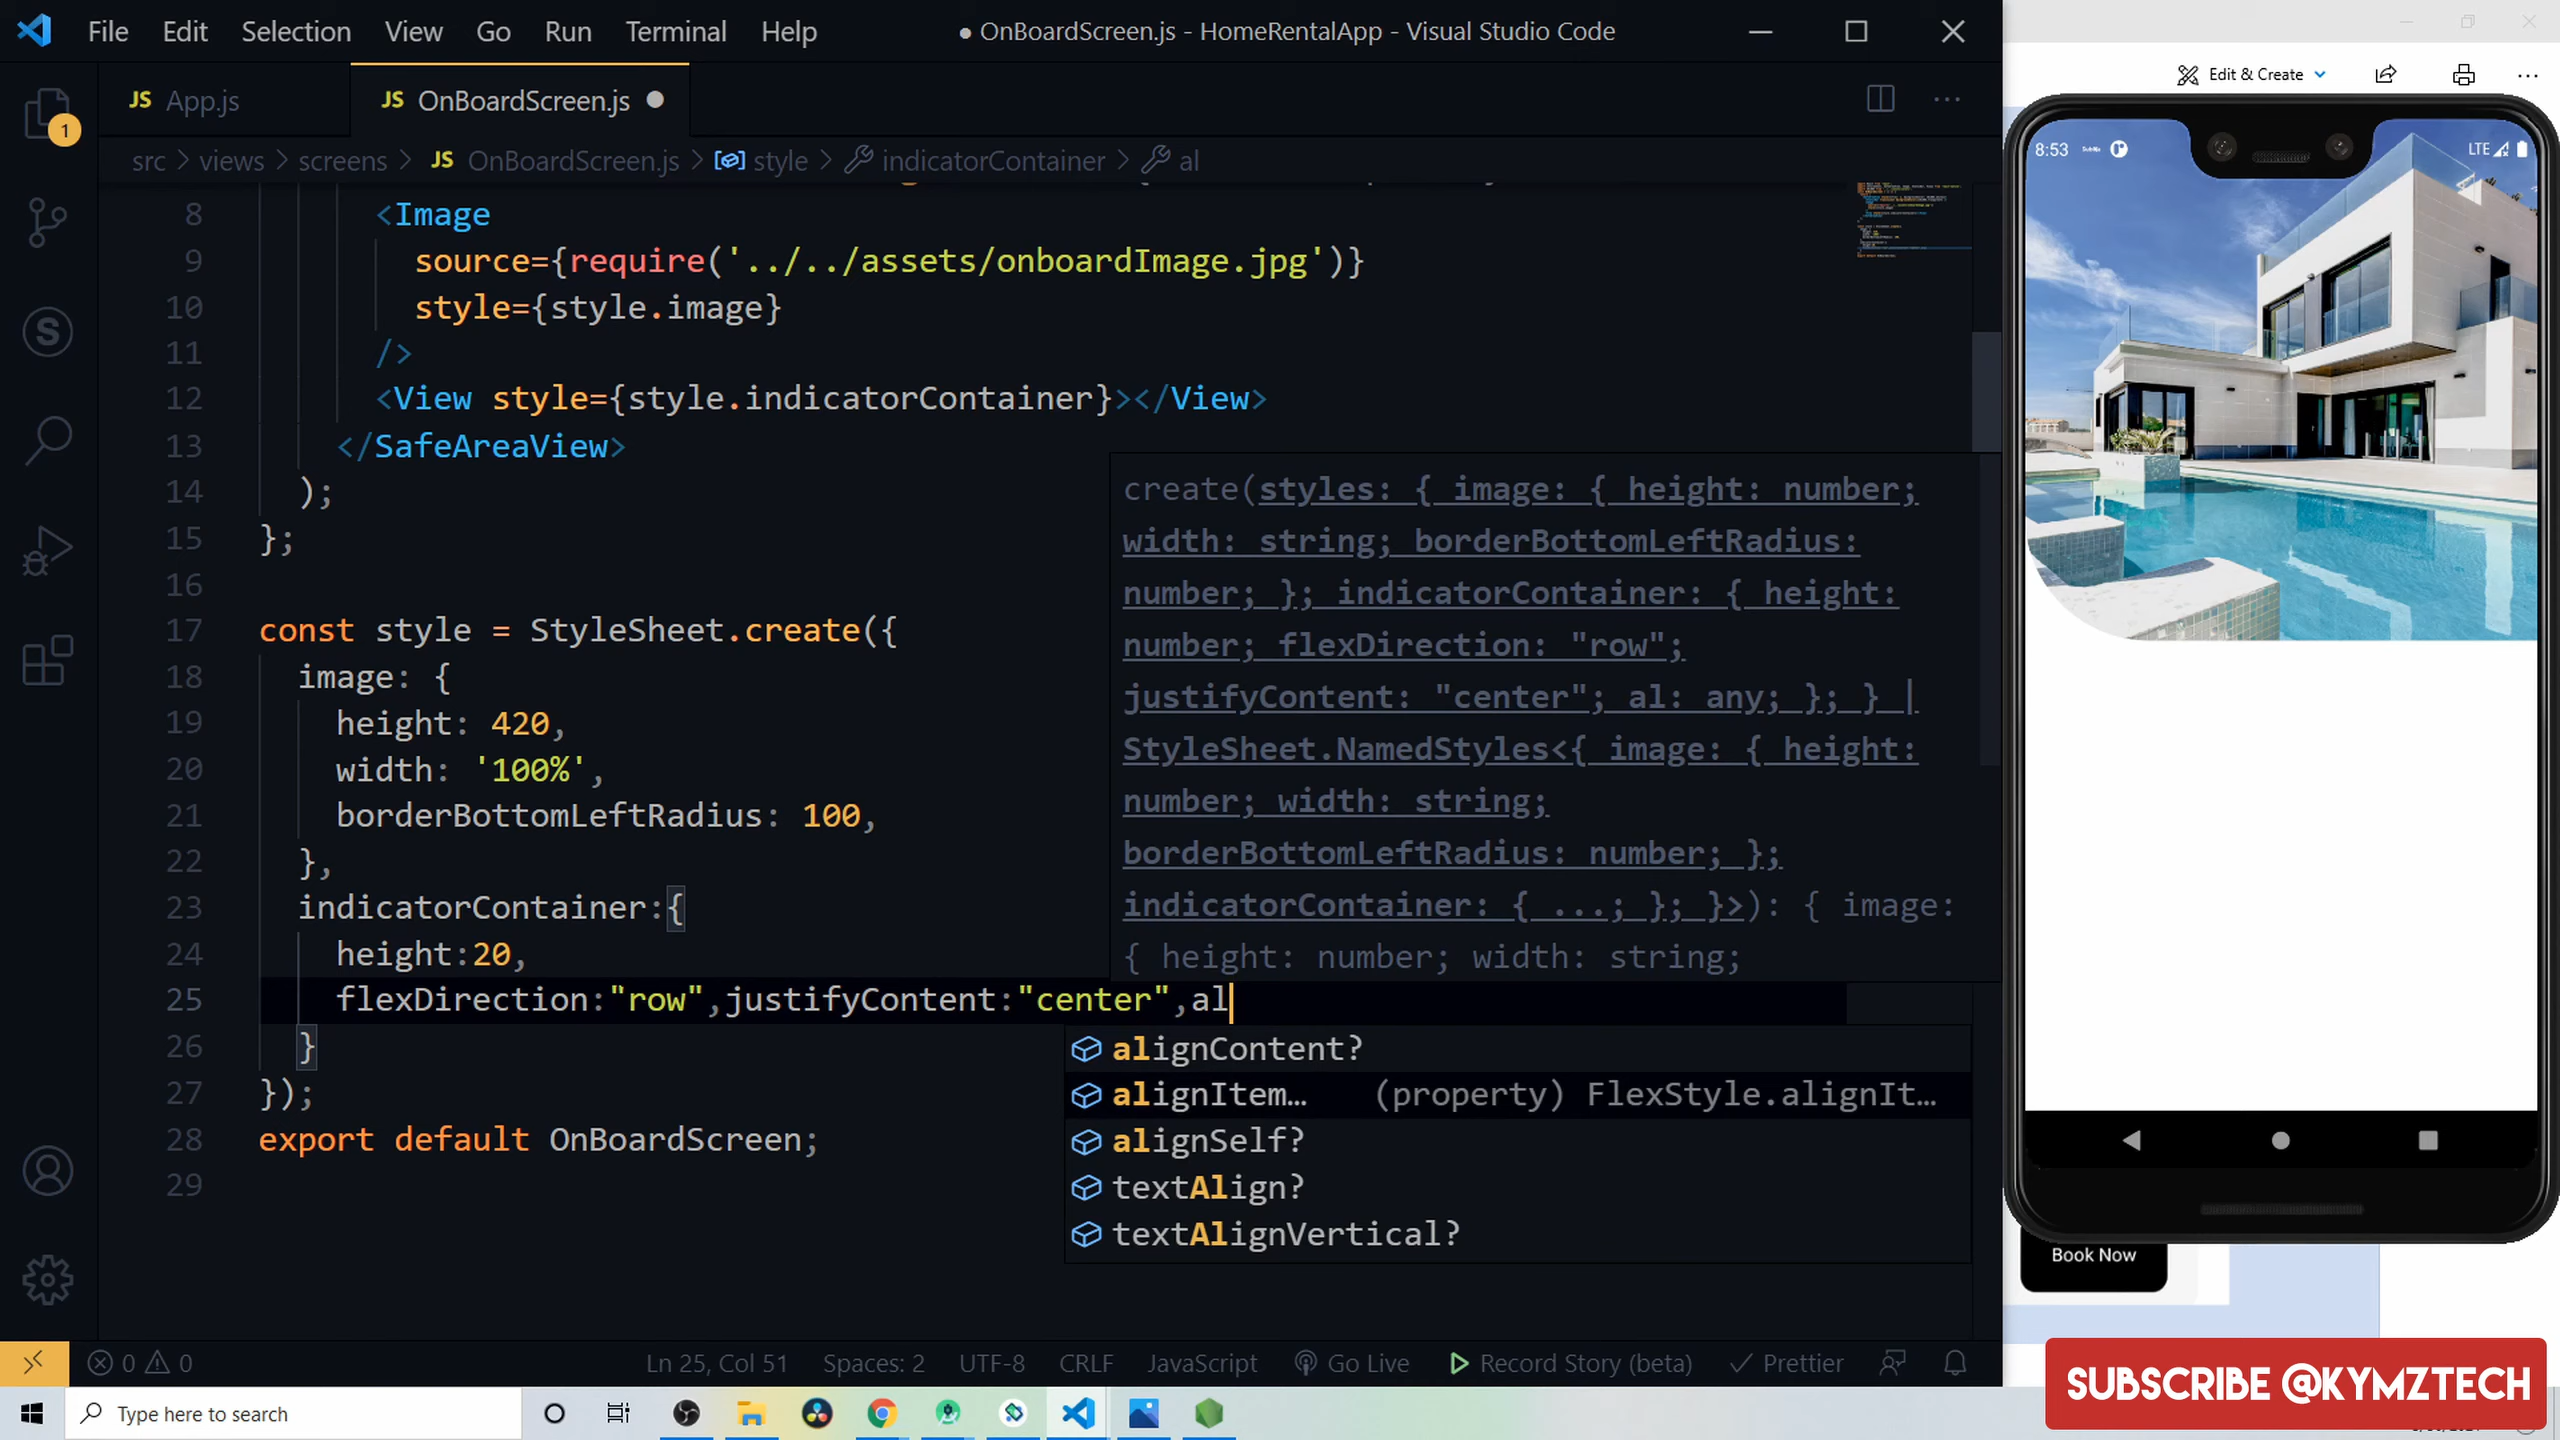 File Edit Selection View Go Run Terminal Help
● OnBoardScreen.js - HomeRentalApp - Visual Studio Code
Edit & Create
1
JS App.js
JS OnBoardScreen.js ●
src > views > screens > JS OnBoardScreen.js > style > indicatorContainer > al
8:53
LTE
8 <Image
9 source={require('../../assets/onboardImage.jpg')}
10 style={style.image}
11 />
12 <View style={style.indicatorContainer}></View>
13 </SafeAreaView>
14 );
15 };
16
17 const style = StyleSheet.create({
18 image: {
19 height: 420,
20 width: '100%',
21 borderBottomLeftRadius: 100,
22 },
23 indicatorContainer:{
24 height:20,
25 flexDirection:"row",justifyContent:"center",al
26 }
27 });
28 export default OnBoardScreen;
29
create(styles: { image: { height: number;
width: string; borderBottomLeftRadius:
number; }; indicatorContainer: { height:
number; flexDirection: "row";
justifyContent: "center"; al: any; }; } |
StyleSheet.NamedStyles<{ image: { height:
number; width: string;
borderBottomLeftRadius: number; };
indicatorContainer: { ...; }; }>): { image:
{ height: number; width: string;
alignContent?
alignItem… (property) FlexStyle.alignIt…
alignSelf?
textAlign?
textAlignVertical?
Book Now
0 0
Ln 25, Col 51 Spaces: 2 UTF-8 CRLF JavaScript Go Live Record Story (beta) Prettier
SUBSCRIBE @KYMZTECH
Type here to search